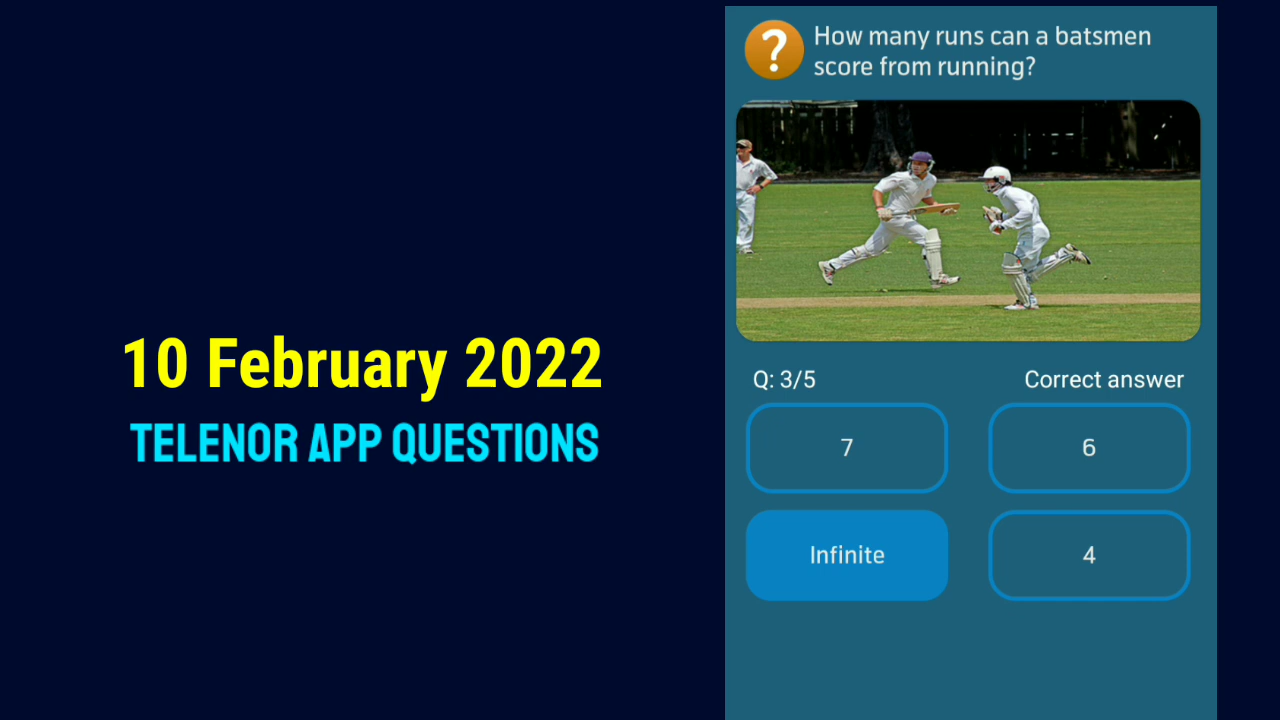 10 February 2022
TELENOR APP QUESTIONS
?
How many runs can a batsmen
score from running?
Q: 3/5
Correct answer
7
6
Infinite
4